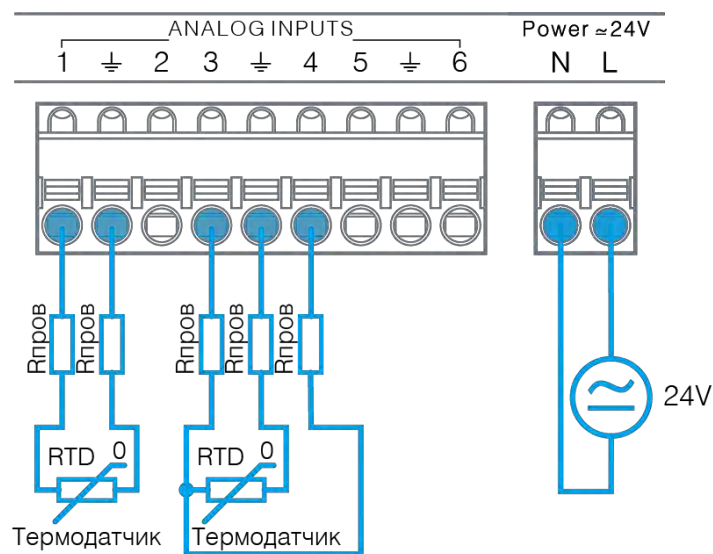 ANALOG INPUTS Power ≃24V
1 ⏚ 2 3 ⏚ 4 5 ⏚ 6 N L
Rпров Rпров Rпров Rпров Rпров
24V
RTD 0 RTD 0
Термодатчик Термодатчик